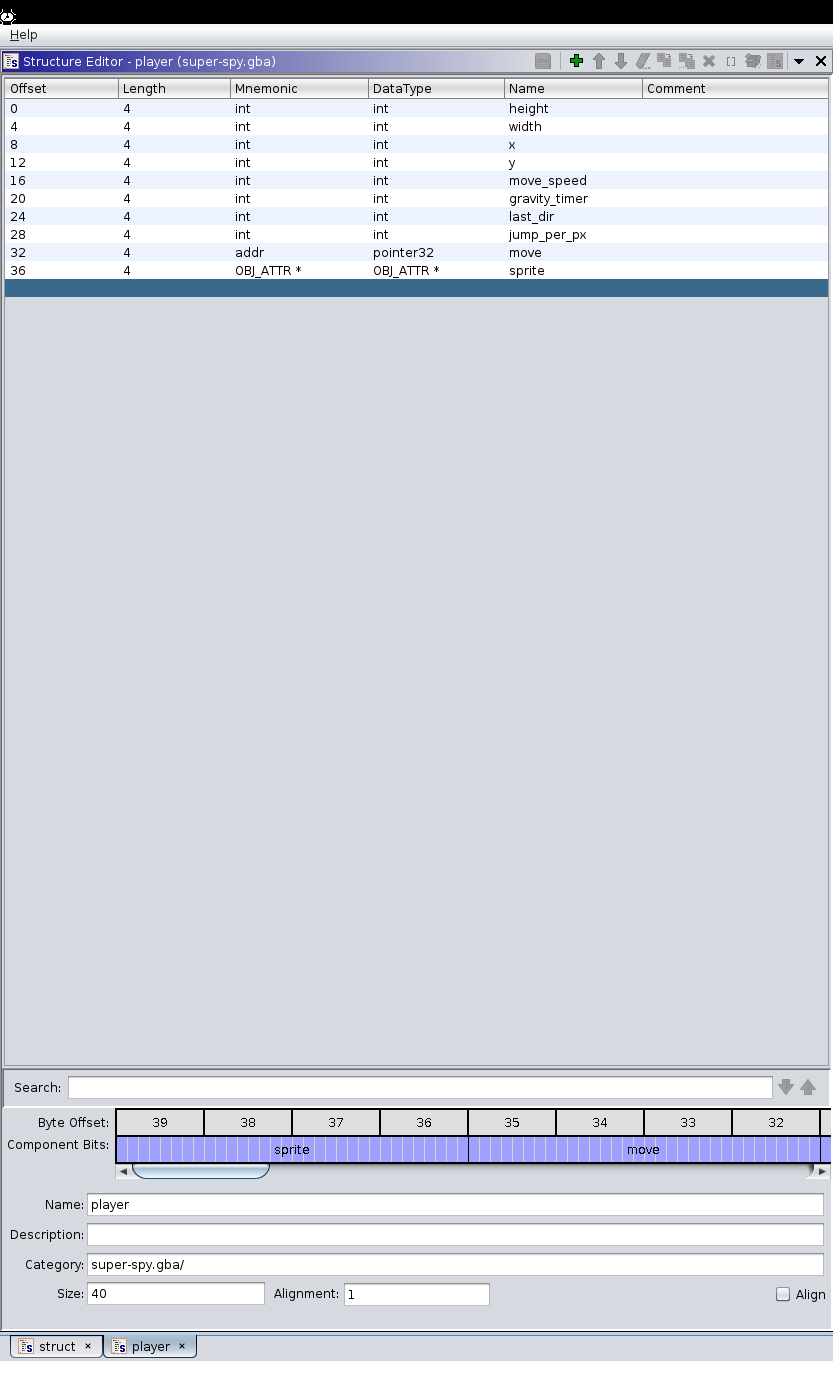 Help
Structure Editor - player (super-spy.gba)
Offset Length Mnemonic DataType Name Comment
0 4 int int height
4 4 int int width
8 4 int int x
12 4 int int y
16 4 int int move_speed
20 4 int int gravity_timer
24 4 int int last_dir
28 4 int int jump_per_px
32 4 addr pointer32 move
36 4 OBJ_ATTR * OBJ_ATTR * sprite
Search:
Byte Offset: 39 38 37 36 35 34 33 32
Component Bits: sprite move
Name: player
Description:
Category: super-spy.gba/
Size: 40 Alignment: 1 Align
struct × player ×